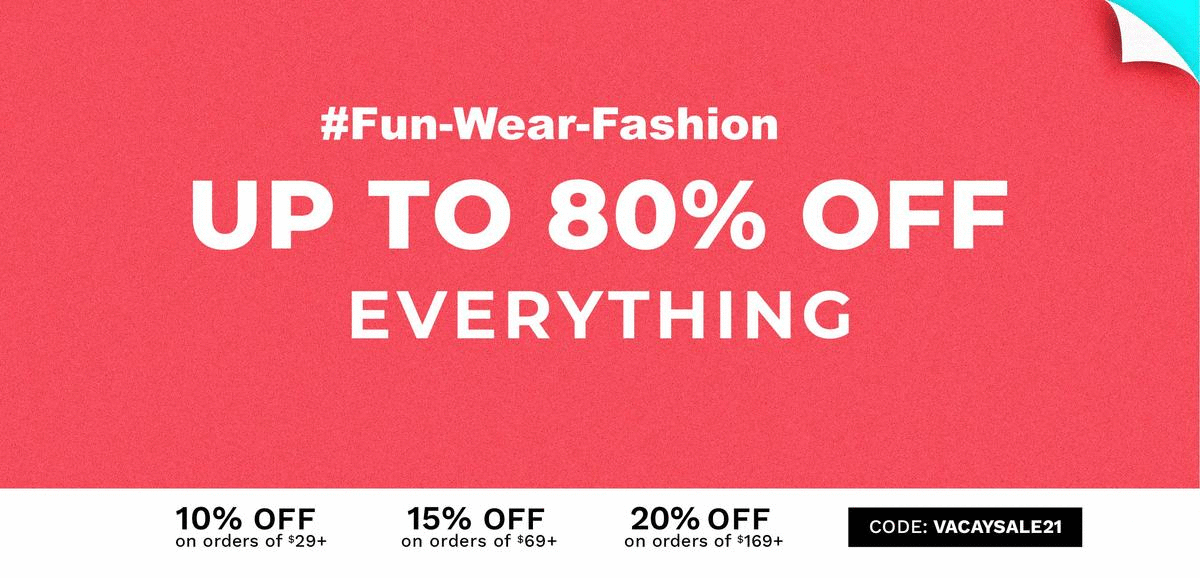 #Fun-Wear-Fashion
UP TO 80% OFF
EVERYTHING
10% OFF
on orders of $29+
15% OFF
on orders of $69+
20% OFF
on orders of $169+
CODE: VACAYSALE21